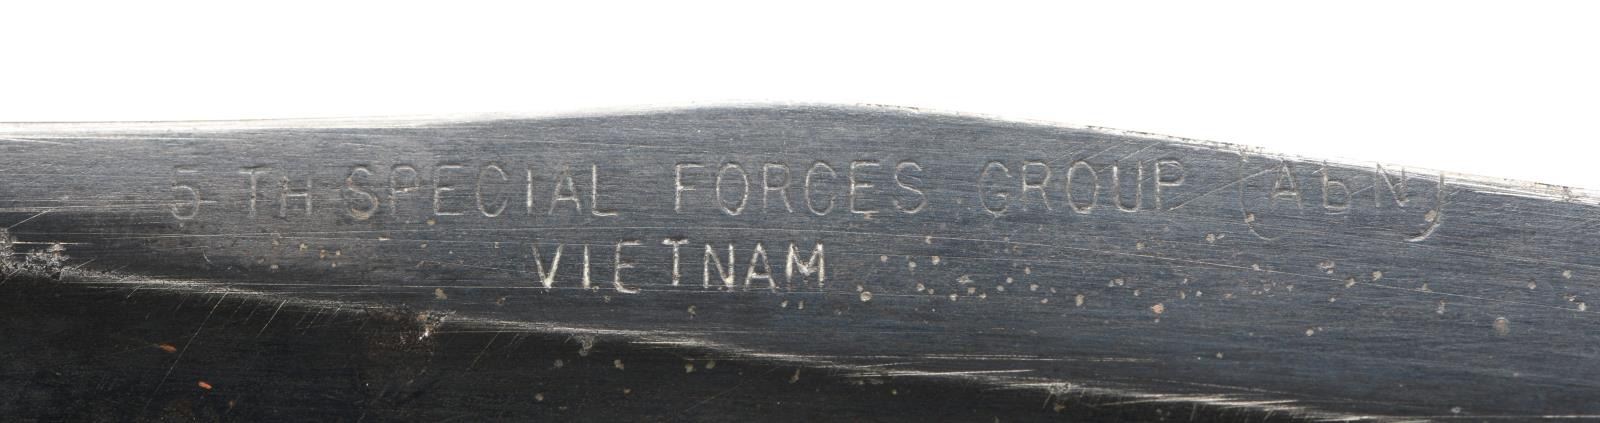 5 TH SPECIAL FORCES GROUP (AbN)
VIETNAM